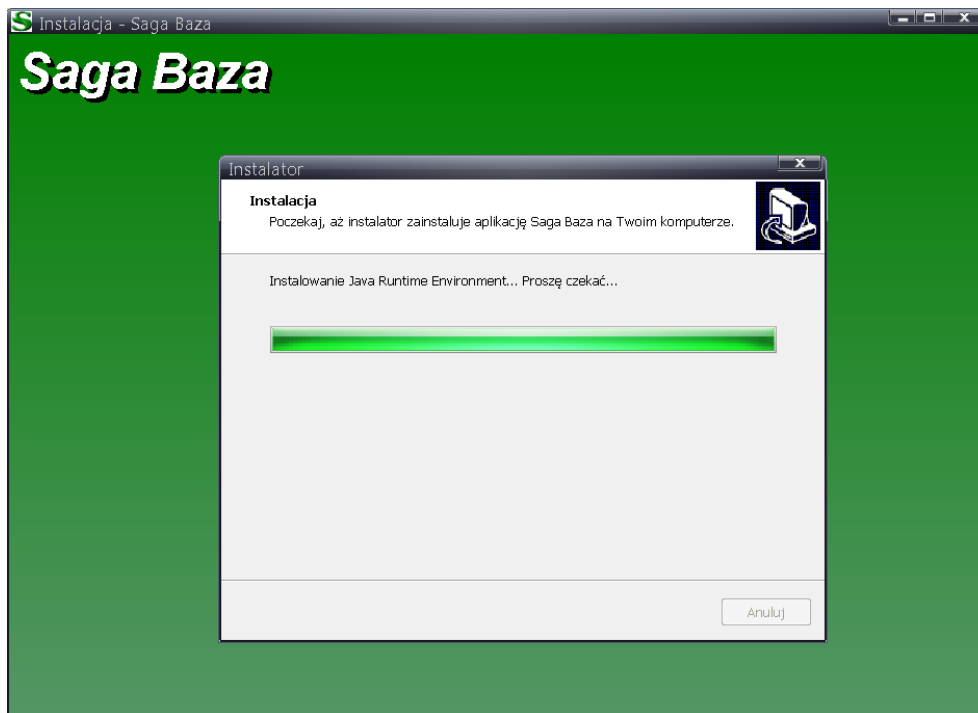 Instalacja - Saga Baza
Saga Baza
Instalator
Instalacja
Poczekaj, aż instalator zainstaluje aplikację Saga Baza na Twoim komputerze.
Instalowanie Java Runtime Environment... Proszę czekać...
Anuluj